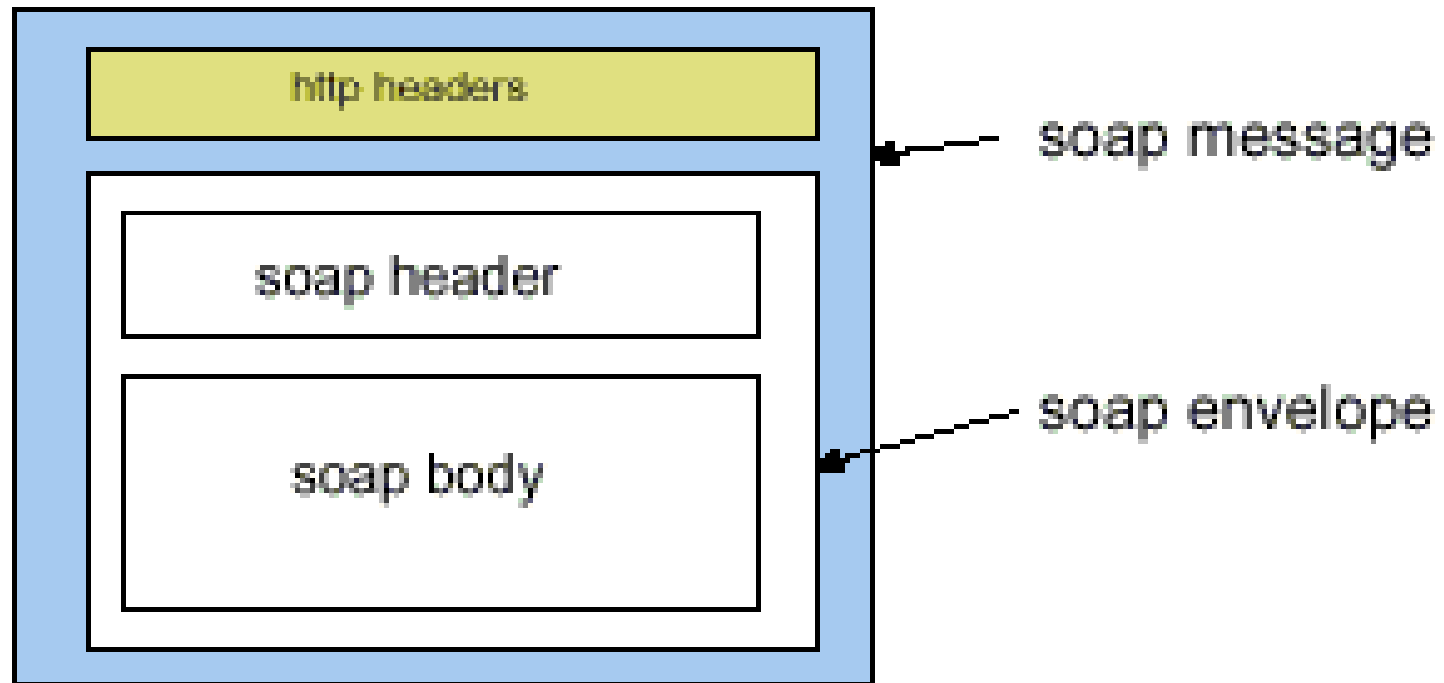 http headers
soap message
soap header
soap envelope
soap body